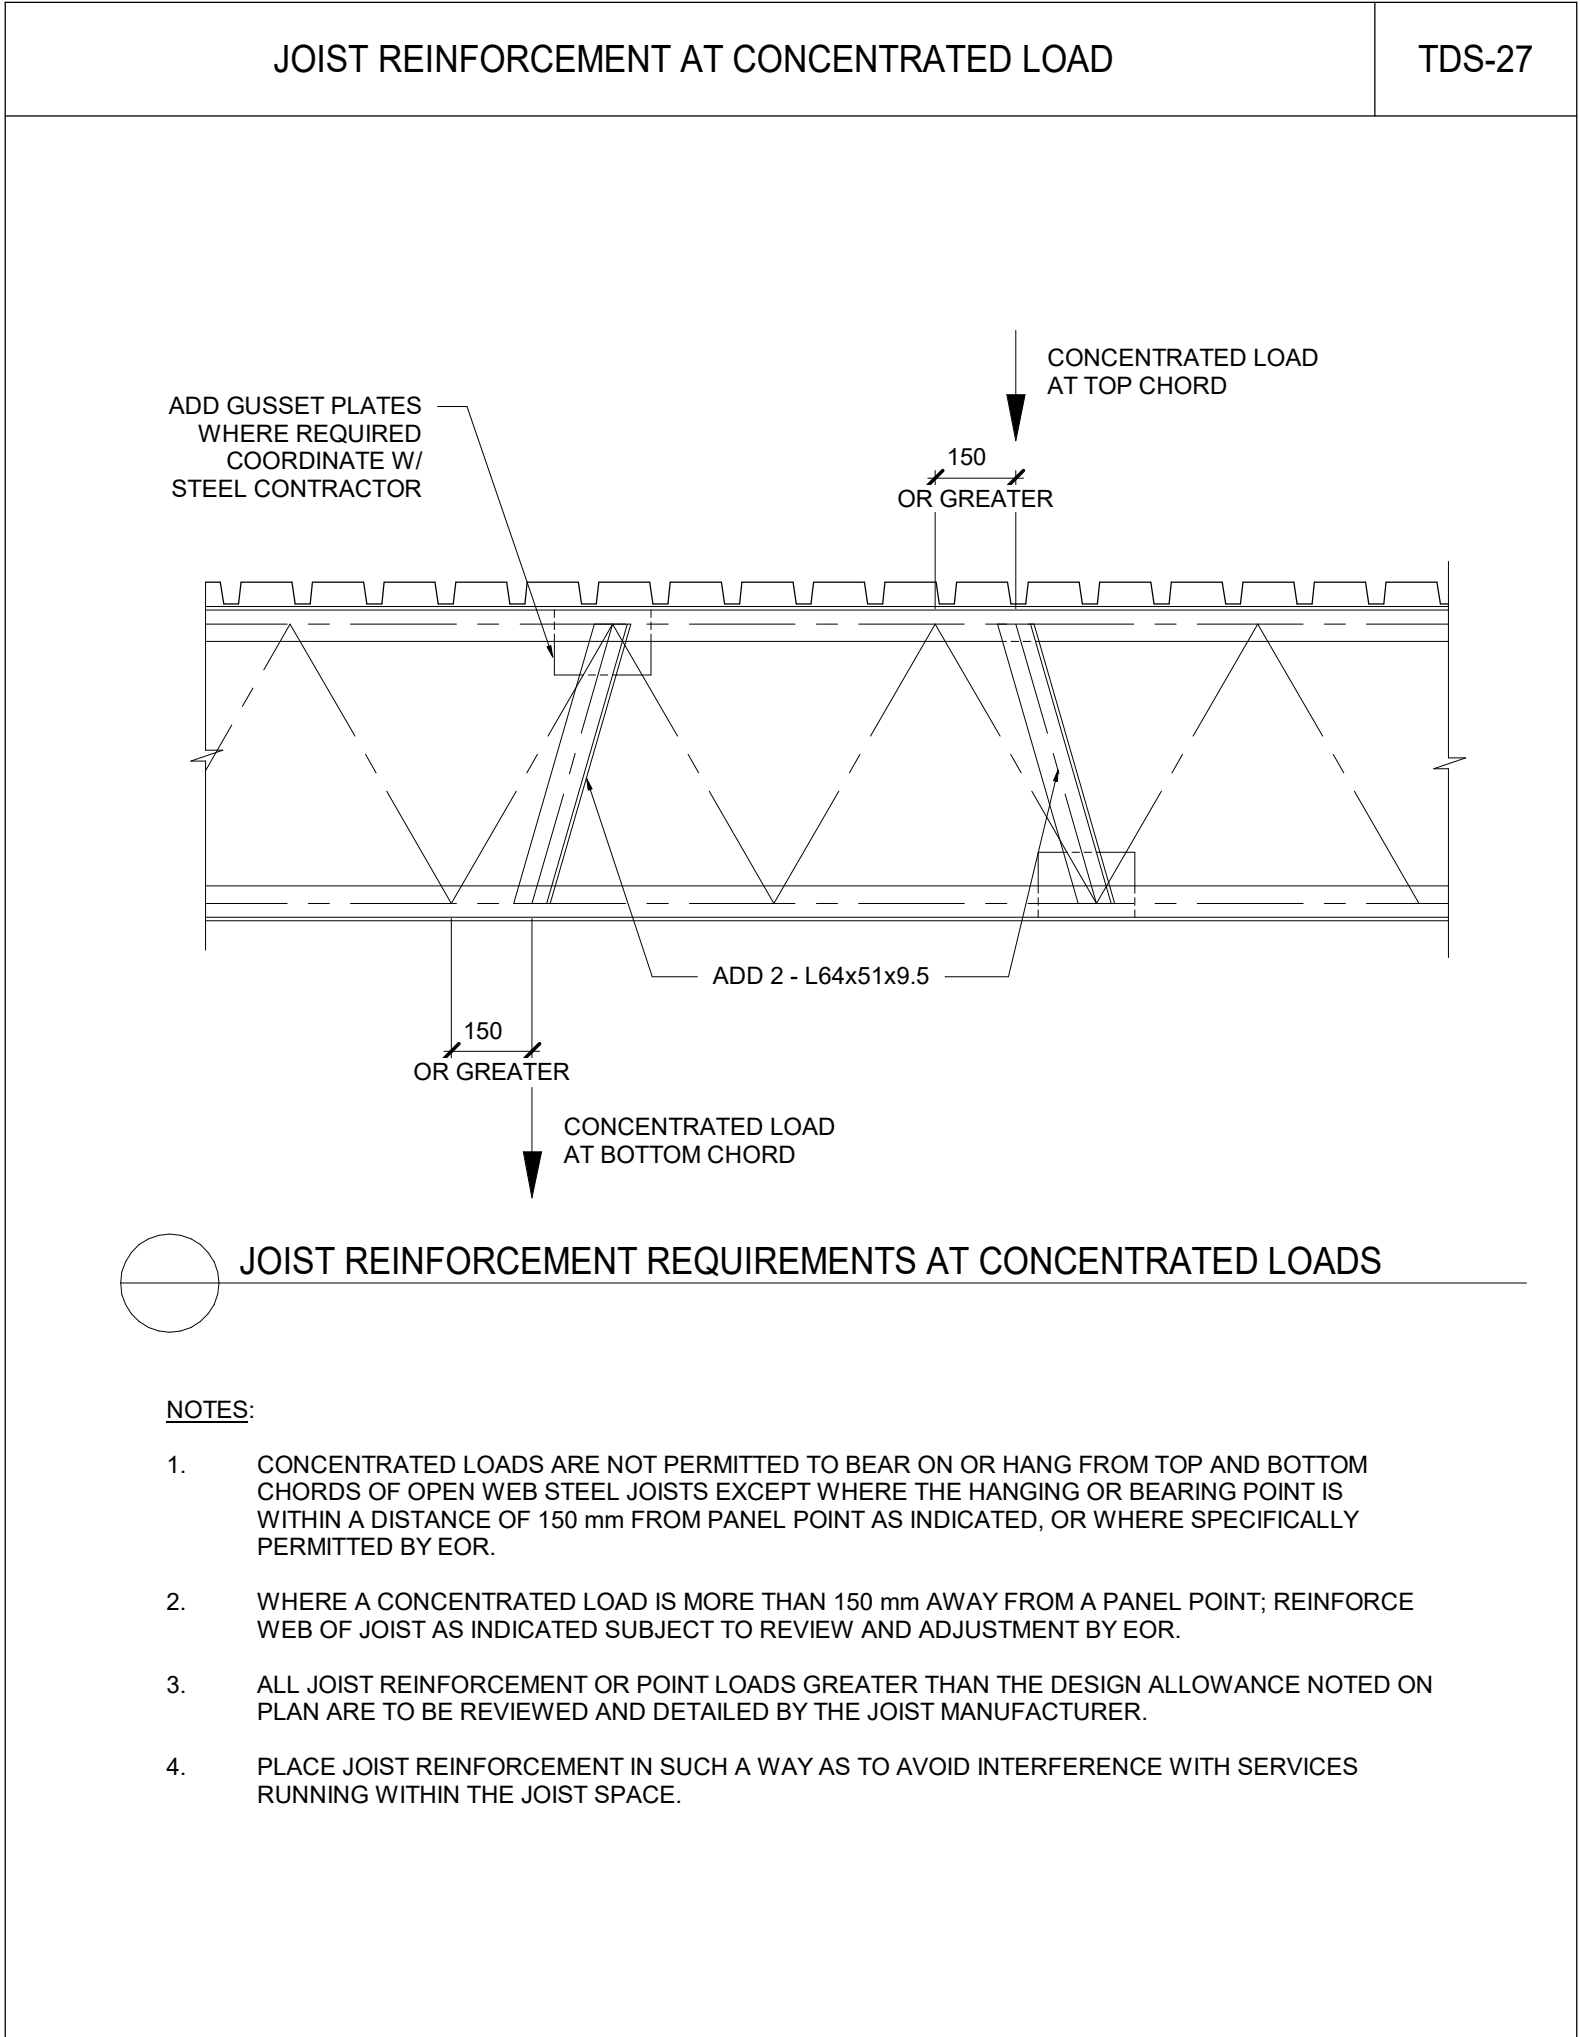 JOIST REINFORCEMENT AT CONCENTRATED LOAD
TDS-27
CONCENTRATED LOAD
AT TOP CHORD
ADD GUSSET PLATES
WHERE REQUIRED
COORDINATE W/
STEEL CONTRACTOR
150
OR GREATER
ADD 2 - L64x51x9.5
150
OR GREATER
CONCENTRATED LOAD
AT BOTTOM CHORD
JOIST REINFORCEMENT REQUIREMENTS AT CONCENTRATED LOADS
NOTES:
1. CONCENTRATED LOADS ARE NOT PERMITTED TO BEAR ON OR HANG FROM TOP AND BOTTOM
CHORDS OF OPEN WEB STEEL JOISTS EXCEPT WHERE THE HANGING OR BEARING POINT IS
WITHIN A DISTANCE OF 150 mm FROM PANEL POINT AS INDICATED, OR WHERE SPECIFICALLY
PERMITTED BY EOR.
2. WHERE A CONCENTRATED LOAD IS MORE THAN 150 mm AWAY FROM A PANEL POINT; REINFORCE
WEB OF JOIST AS INDICATED SUBJECT TO REVIEW AND ADJUSTMENT BY EOR.
3. ALL JOIST REINFORCEMENT OR POINT LOADS GREATER THAN THE DESIGN ALLOWANCE NOTED ON
PLAN ARE TO BE REVIEWED AND DETAILED BY THE JOIST MANUFACTURER.
4. PLACE JOIST REINFORCEMENT IN SUCH A WAY AS TO AVOID INTERFERENCE WITH SERVICES
RUNNING WITHIN THE JOIST SPACE.